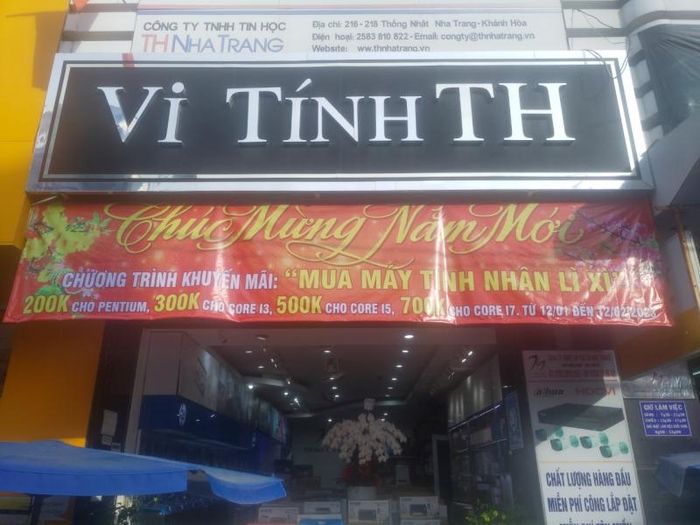 CÔNG TY TNHH TIN HỌC
TH NHA TRANG
Địa chỉ: 216 - 218 Thống Nhất Nha Trang - Khánh Hòa
Điện thoại: 2583 810 822 - Email: congty@thnhatrang.vn
Website: www.thnhatrang.vn
VI TÍNH TH
Chúc Mừng Năm Mới
CHƯƠNG TRÌNH KHUYẾN MÃI: "MUA MÁY TÍNH NHẬN LÌ XÌ"
200K CHO PENTIUM, 300K CHO CORE I3, 500K CHO CORE I5, 700K CHO CORE I7. TỪ 12/01 ĐẾN 12/02/2023
alhua HDCVI
GIỜ LÀM VIỆC
CHẤT LƯỢNG HÀNG ĐẦU
MIỄN PHÍ CÔNG LẮP ĐẶT